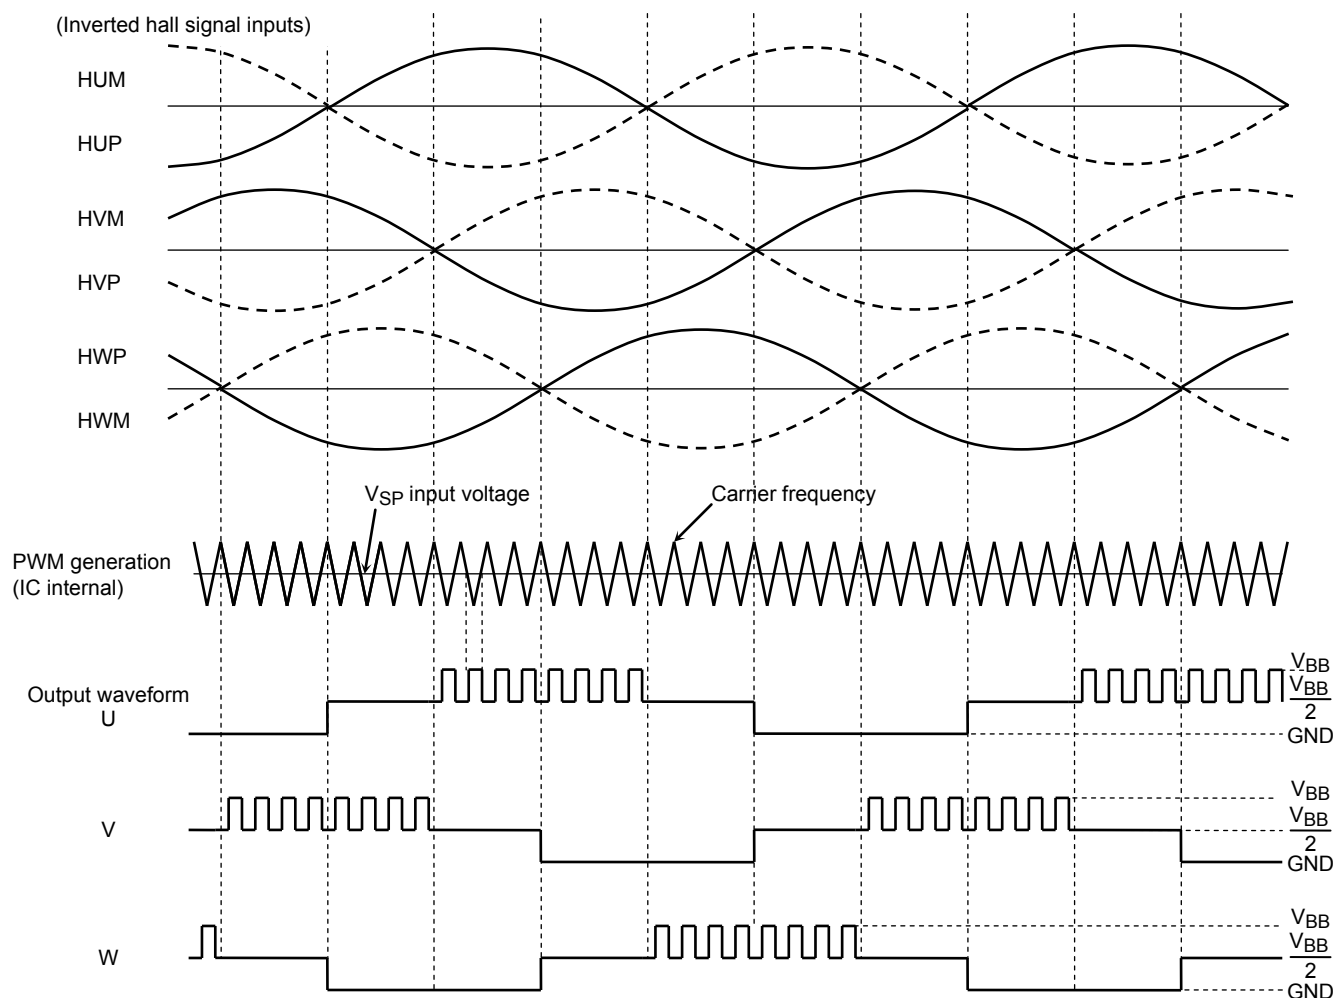 (Inverted hall signal inputs)
HUM
HUP
HVM
HVP
HWP
HWM
VSP input voltage
Carrier frequency
PWM generation
(IC internal)
Output waveform
U
VBB
VBB
2
GND
V
VBB
VBB
2
GND
W
VBB
VBB
2
GND